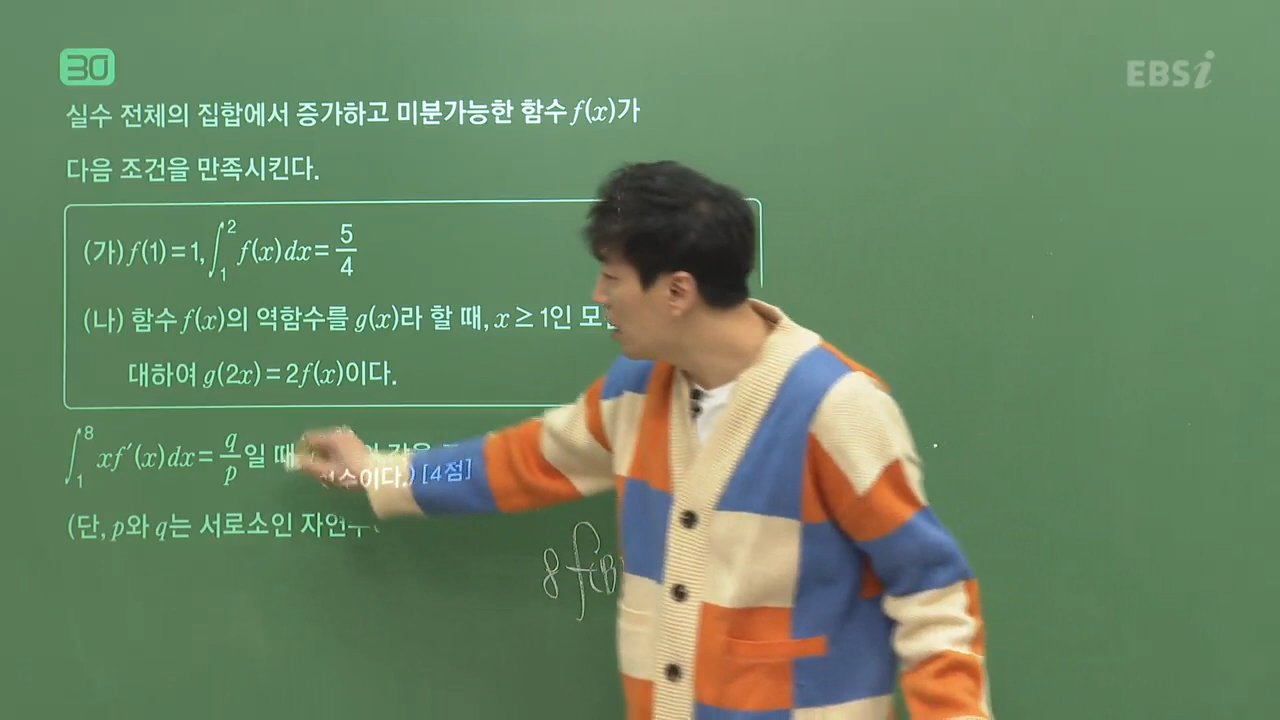 30
EBSi
실수 전체의 집합에서 증가하고 미분가능한 함수 f(x)가
다음 조건을 만족시킨다.
(가) f(1)=1, ∫₁² f(x)dx = 5/4
(나) 함수 f(x)의 역함수를 g(x)라 할 때, x ≥ 1인
대하여 g(2x)=2f(x)이다.
∫₁⁸ xf′(x)dx = q/p 일 때,
(단, p와 q는 서로소인 자연수이다.) [4점]
8f(8)